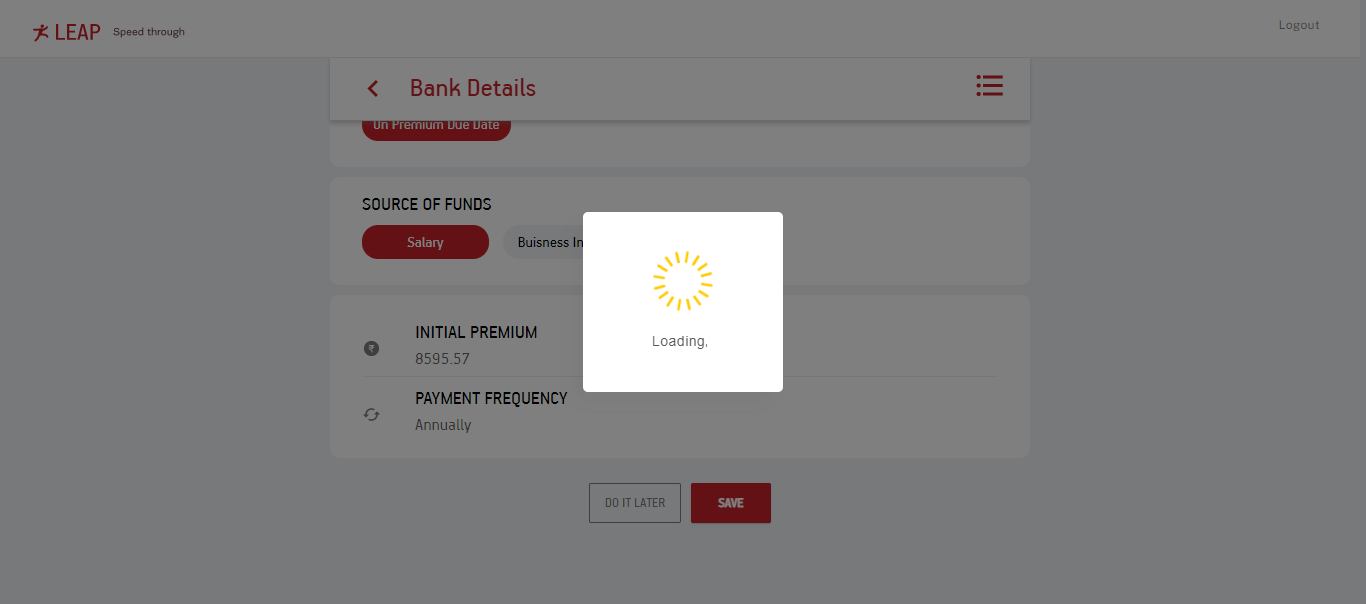 LEAP Speed through
Logout
Bank Details
On Premium Due Date
SOURCE OF FUNDS
Salary Buisness In
INITIAL PREMIUM
8595.57
Loading.
PAYMENT FREQUENCY
Annually
DO IT LATER SAVE